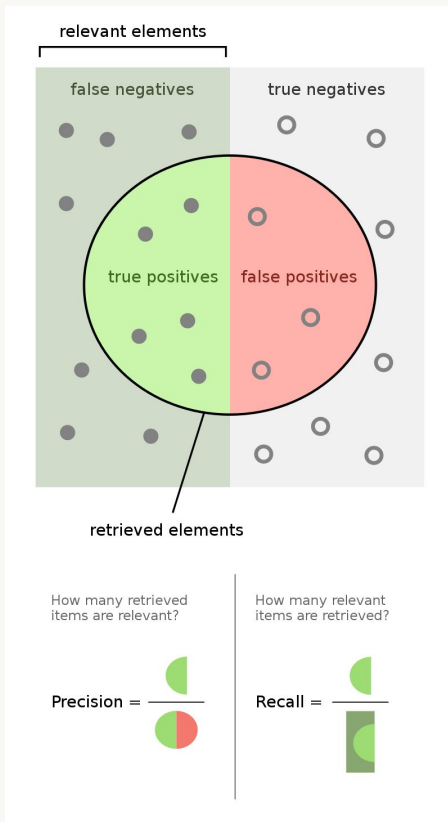 relevant elements
false negatives
true negatives
true positives
false positives
retrieved elements
How many retrieved
items are relevant?
Precision =
How many relevant
items are retrieved?
Recall =